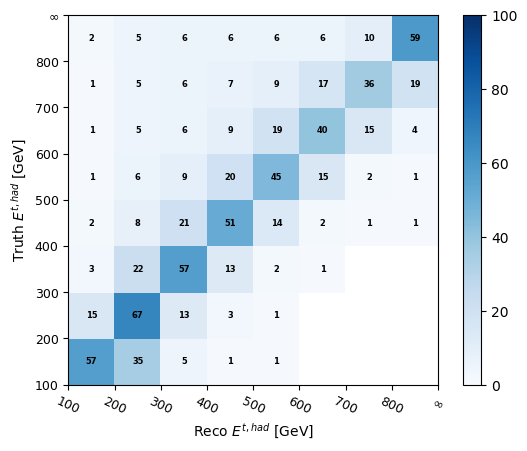 ∞ 2 5 6 6 6 6 10 59 100
800 1 5 6 7 9 17 36 19 80
700 1 5 6 9 19 40 15 4
600 1 6 9 20 45 15 2 1 60
500 2 8 21 51 14 2 1 1
400 3 22 57 13 2 1 40
300 15 67 13 3 1 20
200 57 35 5 1 1
100 0
100 200 300 400 500 600 700 800 ∞
Reco E^{t,had} [GeV]
Truth E^{t,had} [GeV]